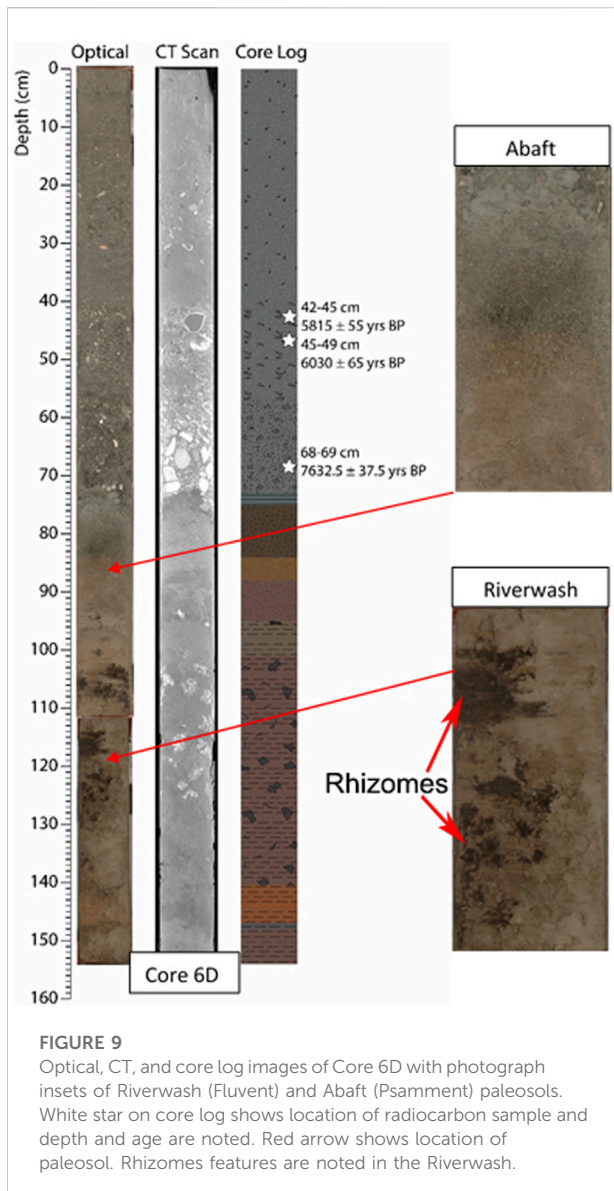 Optical CT Scan Core Log
Depth (cm)
0
10
20
30
40
50
60
70
80
90
100
110
120
130
140
150
160
42-45 cm
5815 ± 55 yrs BP
45-49 cm
6030 ± 65 yrs BP
68-69 cm
7632.5 ± 37.5 yrs BP
Core 6D
Abaft
Riverwash
Rhizomes
FIGURE 9
Optical, CT, and core log images of Core 6D with photograph
insets of Riverwash (Fluvent) and Abaft (Psamment) paleosols.
White star on core log shows location of radiocarbon sample and
depth and age are noted. Red arrow shows location of
paleosol. Rhizomes features are noted in the Riverwash.